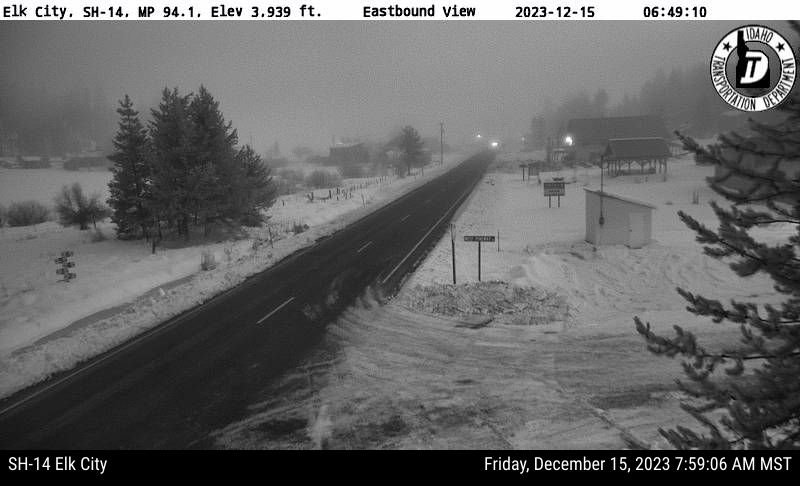 Elk City, SH-14, MP 94.1, Elev 3,939 ft.    Eastbound View    2023-12-15    06:49:10
IDAHO
TRANSPORTATION DEPARTMENT
SH-14 Elk City    Friday, December 15, 2023 7:59:06 AM MST